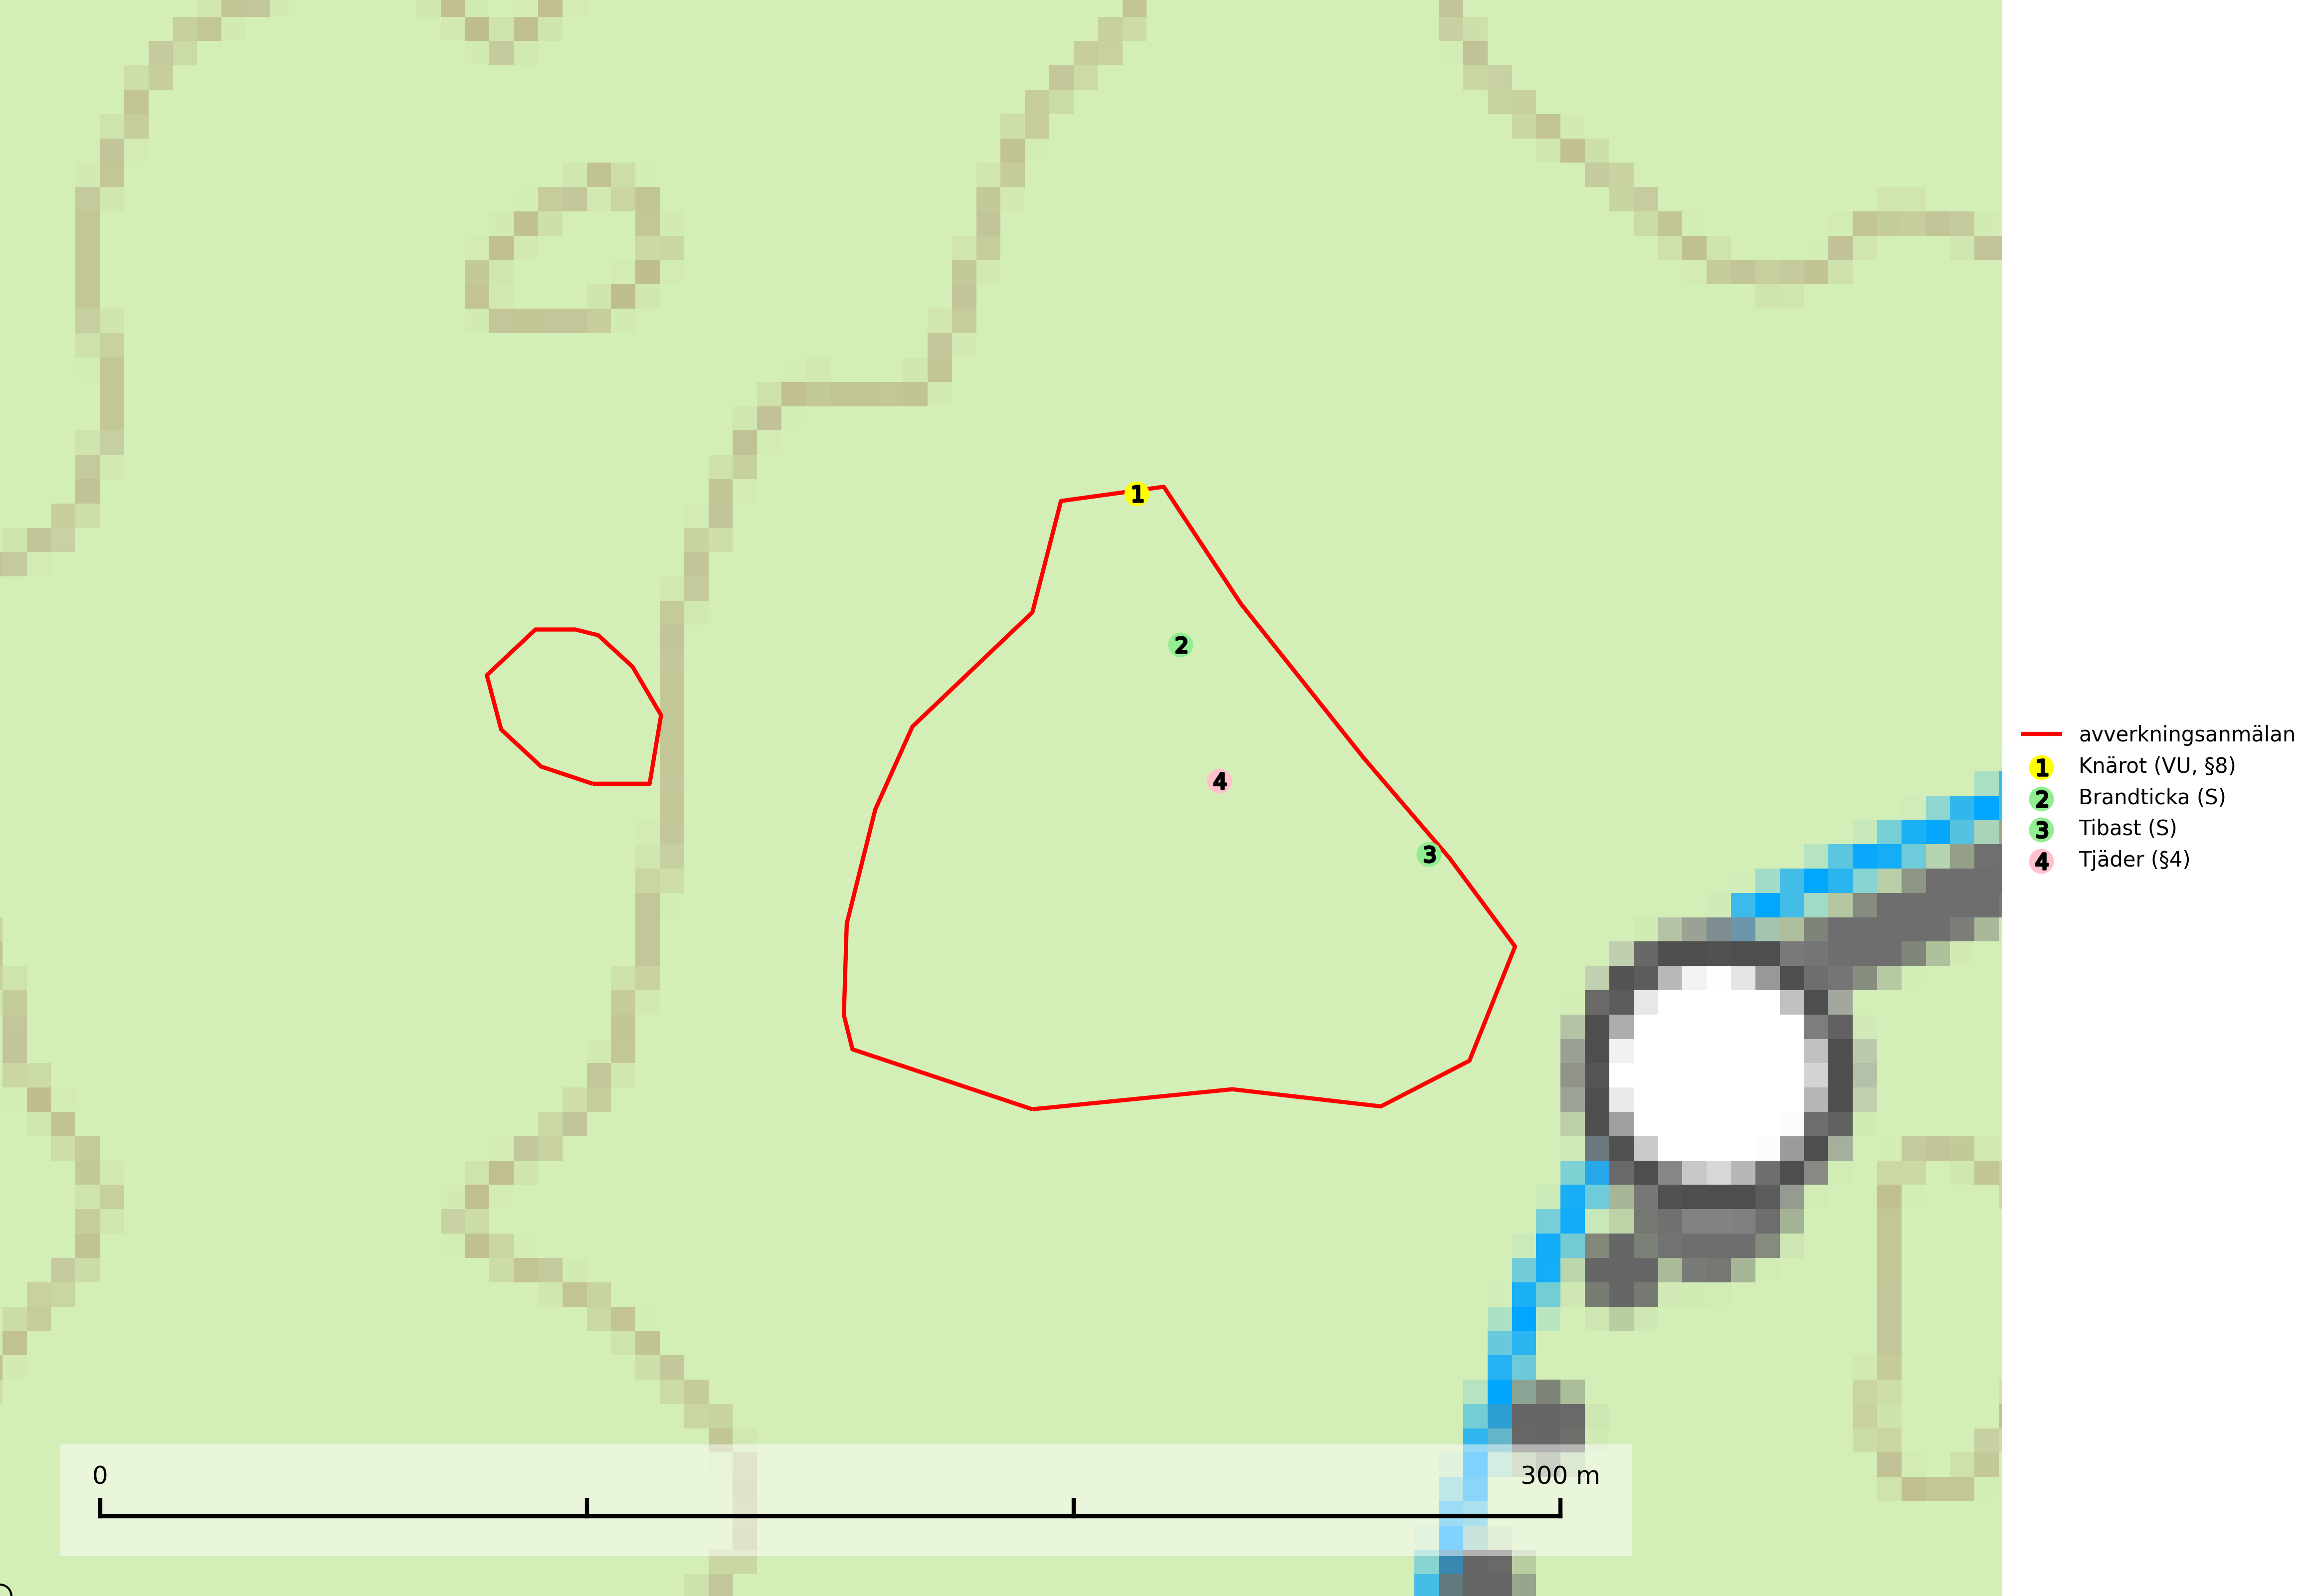 1
2
4
3
avverkningsanmälan
1 Knärot (VU, §8)
2 Brandticka (S)
3 Tibast (S)
4 Tjäder (§4)
0 300 m